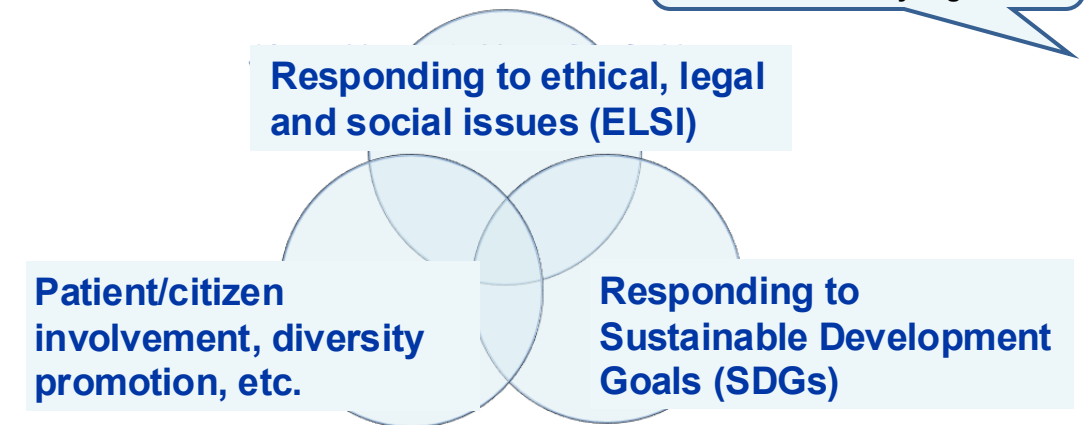 Responding to ethical, legal
and social issues (ELSI)
Patient/citizen
involvement, diversity
promotion, etc.
Responding to
Sustainable Development
Goals (SDGs)